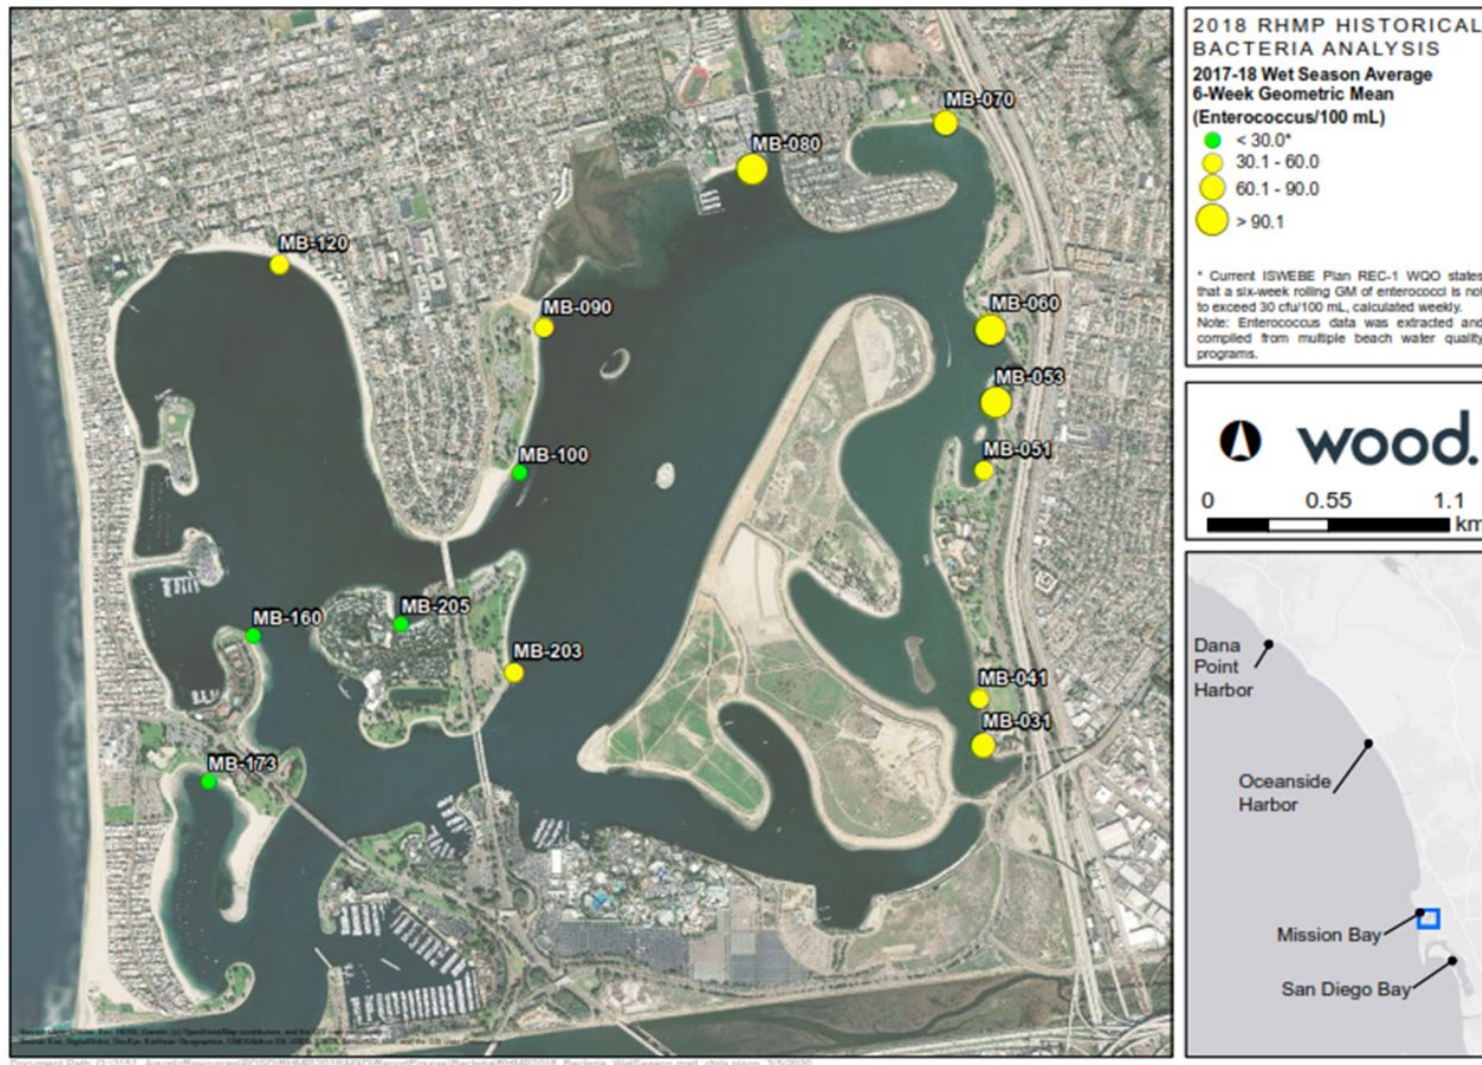 MB-070
MB-080
MB-120
MB-090
MB-060
MB-053
MB-051
MB-100
MB-205
MB-160
MB-203
MB-041
MB-031
MB-173
2018 RHMP HISTORICAL
BACTERIA ANALYSIS
2017-18 Wet Season Average
6-Week Geometric Mean
(Enterococcus/100 mL)
< 30.0*
30.1 - 60.0
60.1 - 90.0
> 90.1
* Current ISWEBE Plan REC-1 WQO states
that a six-week rolling GM of enterococci is not
to exceed 30 cfu/100 mL, calculated weekly.
Note: Enterococcus data was extracted and
compiled from multiple beach water quality
programs.
wood.
0 0.55 1.1
km
Dana
Point
Harbor
Oceanside
Harbor
Mission Bay
San Diego Bay